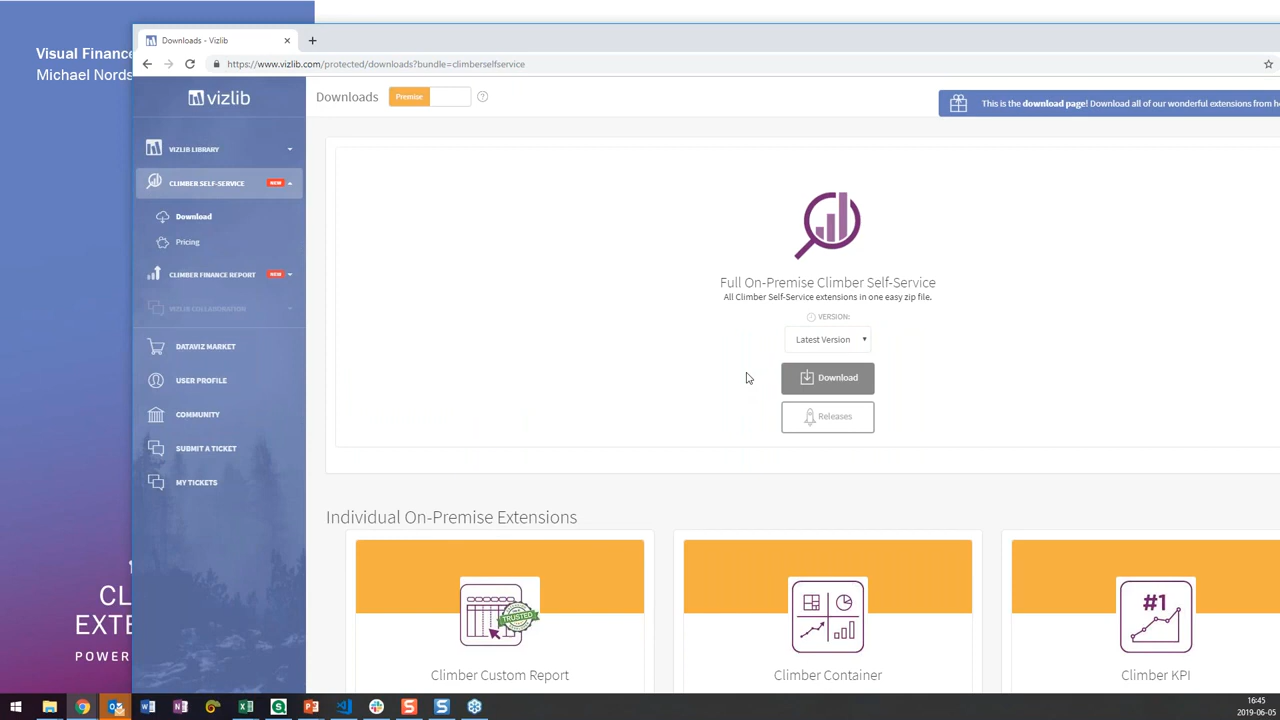 Visual Finance
Michael Nords
CL
EXTE
POWER
Downloads - Vizlib
https://www.vizlib.com/protected/downloads?bundle=climberselfservice
vizlib
Downloads
Premise
This is the download page! Download all of our wonderful extensions from he
VIZLIB LIBRARY
CLIMBER SELF-SERVICE
NEW
Download
Pricing
CLIMBER FINANCE REPORT
NEW
VIZLIB COLLABORATION
DATAVIZ MARKET
USER PROFILE
COMMUNITY
SUBMIT A TICKET
MY TICKETS
Full On-Premise Climber Self-Service
All Climber Self-Service extensions in one easy zip file.
VERSION:
Latest Version
Download
Releases
Individual On-Premise Extensions
TRUSTED
Climber Custom Report
Climber Container
#1
Climber KPI
16:45
2019-06-05